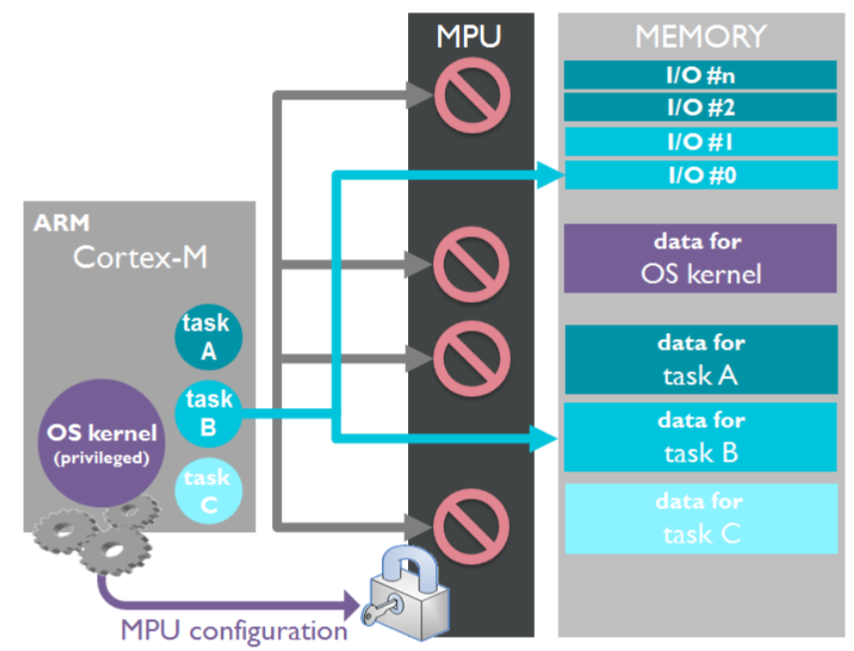 MPU
MEMORY
I/O #n
I/O #2
I/O #1
I/O #0
ARM
Cortex-M
data for
OS kernel
task
A
data for
task A
task
B
OS kernel
(privileged)
data for
task B
task
C
data for
task C
MPU configuration